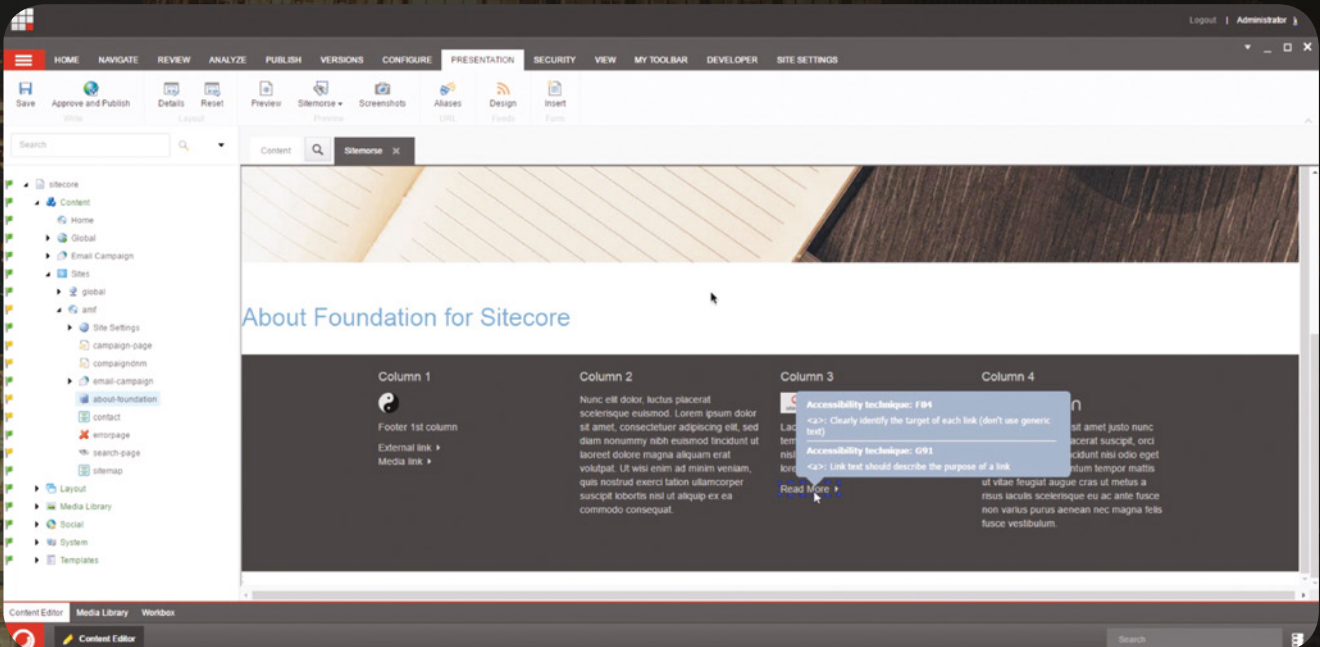 Logout | Administrator
HOME NAVIGATE REVIEW ANALYZE PUBLISH VERSIONS CONFIGURE PRESENTATION SECURITY VIEW MY TOOLBAR DEVELOPER SITE SETTINGS
Save Approve and Publish Details Reset Preview Sitemorse Screenshots Aliases Design Insert
Write Layout Preview URL Feeds Form
Search
Content Sitemorse
sitecore
Content
Home
Global
Email Campaign
Sites
global
amf
Site Settings
campaign-page
compaigndnm
email-campaign
about-foundation
contact
errorpage
search-page
sitemap
Layout
Media Library
Social
System
Templates
About Foundation for Sitecore
Column 1
Footer 1st column
External link
Media link
Column 2
Nunc elit dolor, luctus placerat
scelerisque euismod. Lorem ipsum dolor
sit amet, consectetuer adipiscing elit, sed
diam nonummy nibh euismod tincidunt ut
laoreet dolore magna aliquam erat
volutpat. Ut wisi enim ad minim veniam,
quis nostrud exerci tation ullamcorper
suscipit lobortis nisl ut aliquip ex ea
commodo consequat.
Column 3
Accessibility technique: F84
<a>: Clearly identify the target of each link (don't use generic
text)
Accessibility technique: G91
<a>: Link text should describe the purpose of a link
Read More
Column 4
sit amet justo nunc
acerat suscipit, orci
cidunt nisi odio eget
ntum tempor mattis
ut vitae feugiat augue cras ut metus a
risus iaculis scelerisque eu ac ante fusce
non varius purus aenean nec magna felis
fusce vestibulum.
Content Editor Media Library Workbox
Content Editor
Search